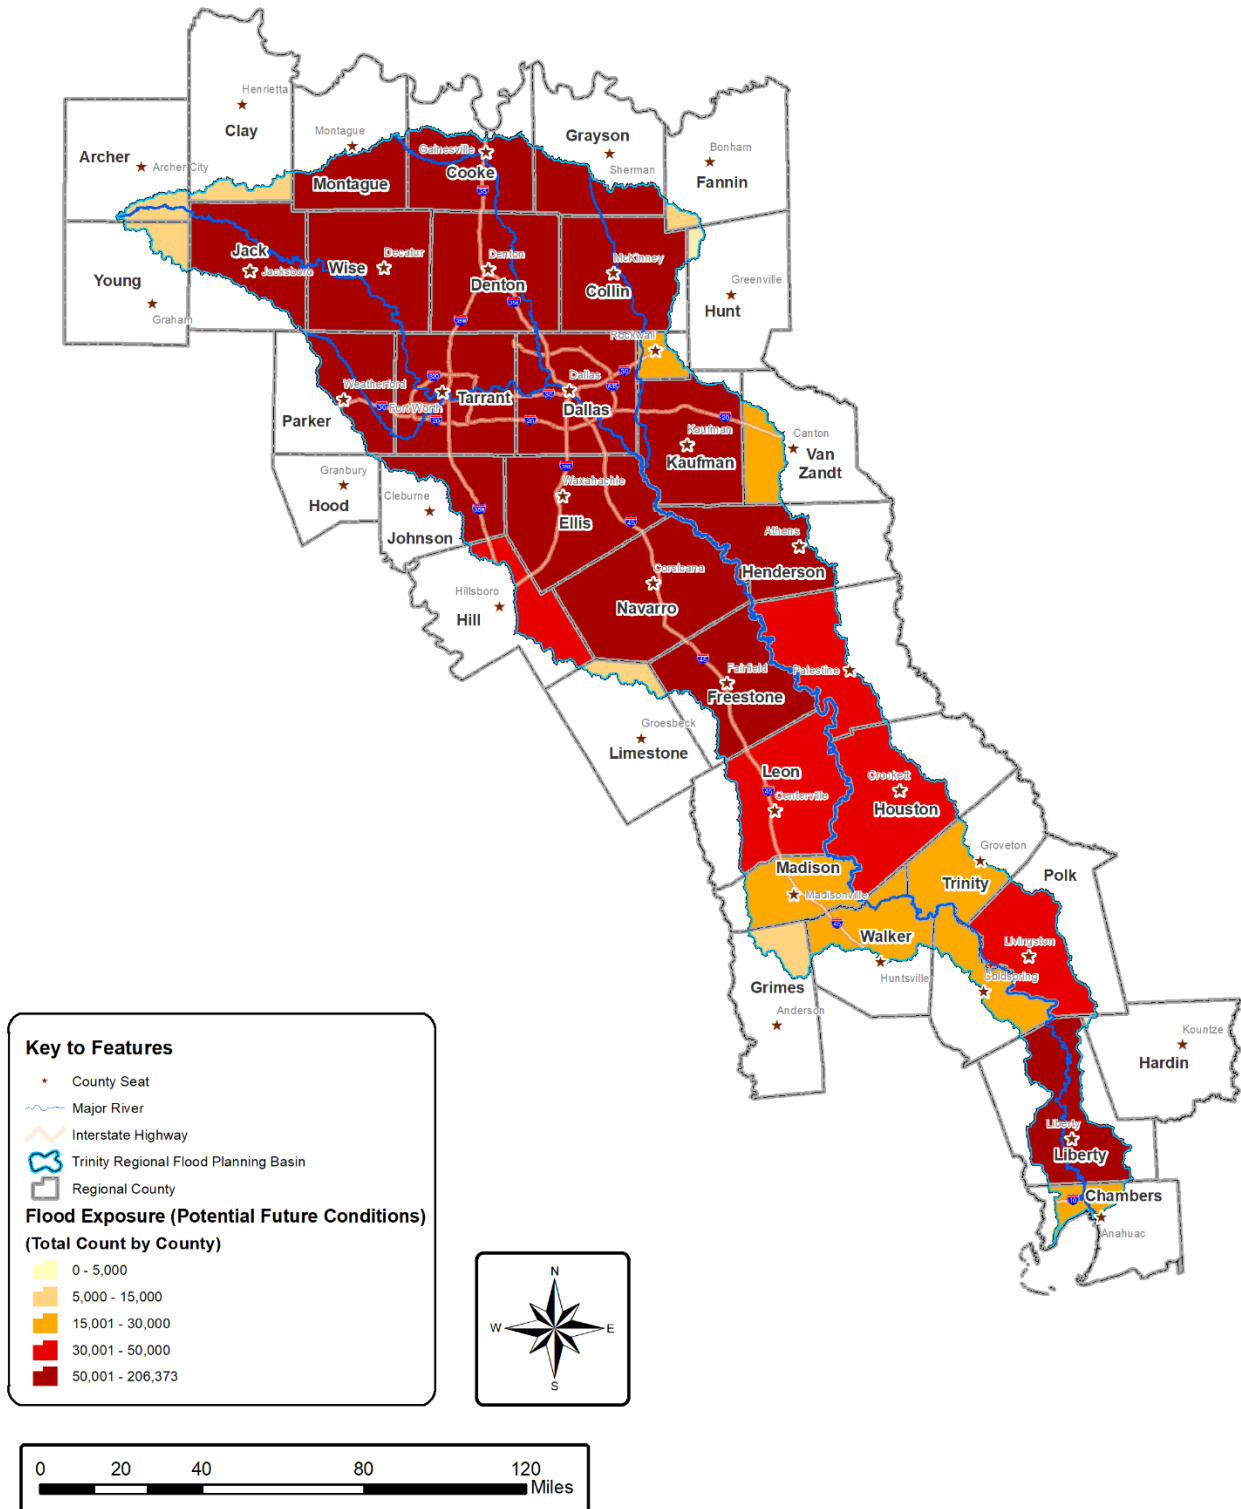 Henrietta
Clay
Montague
Grayson
Sherman
Bonham
Fannin
Archer
Archer City
Gainesville
Cooke
Montague
Jack
Jacksboro
Wise
Decatur
Denton
Denton
McKinney
Collin
Young
Graham
Greenville
Hunt
Rockwall
Weatherford
Parker
Fort Worth
Tarrant
Dallas
Dallas
Kaufman
Kaufman
Canton
Van
Zandt
Granbury
Hood
Cleburne
Johnson
Waxahachie
Ellis
Athens
Henderson
Hillsboro
Hill
Corsicana
Navarro
Fairfield
Freestone
Palestine
Groesbeck
Limestone
Leon
Centerville
Crockett
Houston
Madison
Madisonville
Groveton
Trinity
Polk
Walker
Huntsville
Livingston
Coldspring
Grimes
Anderson
Kountze
Hardin
Liberty
Liberty
Chambers
Anahuac
10
Key to Features
County Seat
Major River
Interstate Highway
Trinity Regional Flood Planning Basin
Regional County
Flood Exposure (Potential Future Conditions)
(Total Count by County)
0 - 5,000
5,000 - 15,000
15,001 - 30,000
30,001 - 50,000
50,001 - 206,373
N
W
E
S
0 20 40 80 120
Miles